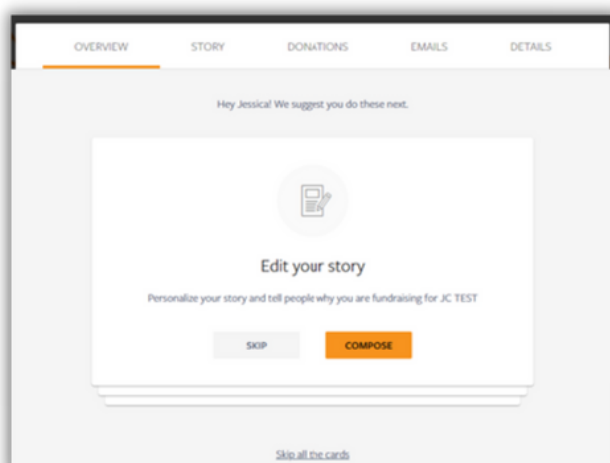 OVERVIEW STORY DONATIONS EMAILS DETAILS
Hey Jessica! We suggest you do these next.
Edit your story
Personalize your story and tell people why you are fundraising for JC TEST
SKIP COMPOSE
Skip all the cards